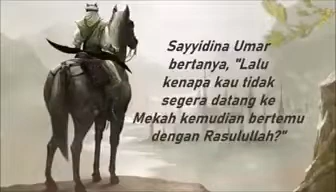 Sayyidina Umar
bertanya, "Lalu
kenapa kau tidak
segera datang ke
Mekah kemudian bertemu
dengan Rasulullah?"